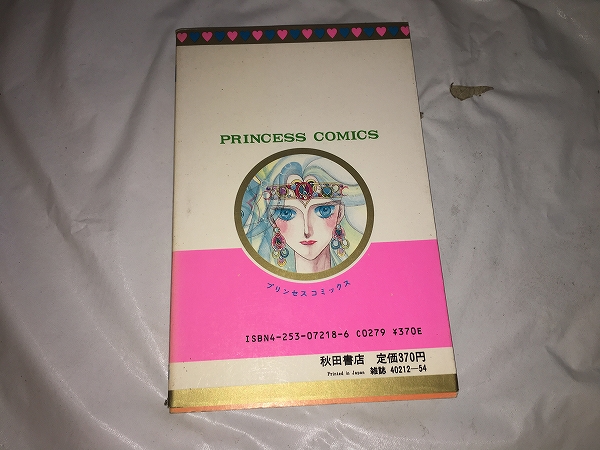 PRINCESS COMICS
プリンセスコミックス
ISBN4-253-07218-6 C0279 ¥370E
秋田書店 定価370円
Printed in Japan 雑誌 40212—54